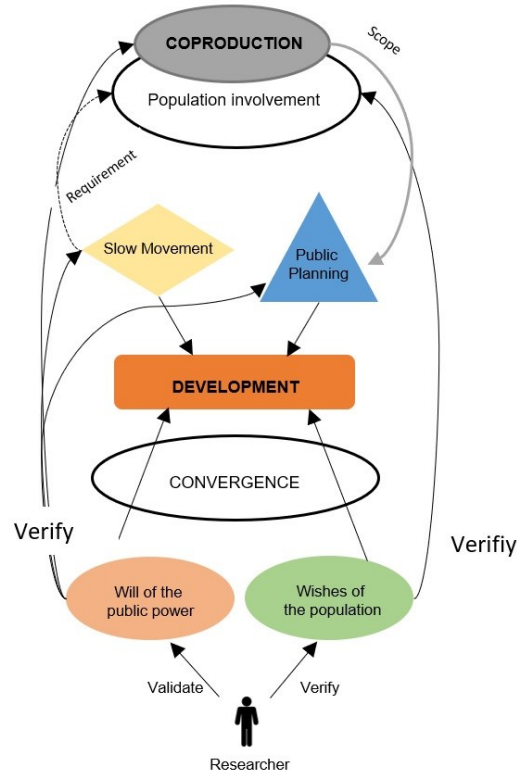 COPRODUCTION
Scope
Population involvement
Requirement
Slow Movement
Public
Planning
DEVELOPMENT
CONVERGENCE
Verify
Verifiy
Will of the
public power
Wishes of
the population
Validate
Verify
Researcher